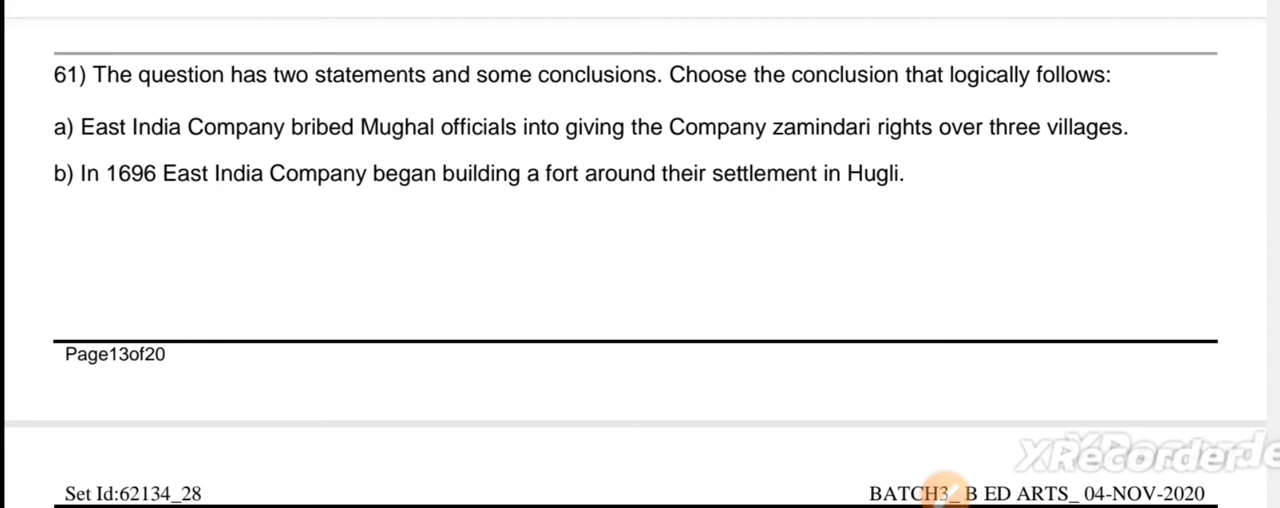 61) The question has two statements and some conclusions. Choose the conclusion that logically follows:
a) East India Company bribed Mughal officials into giving the Company zamindari rights over three villages.
b) In 1696 East India Company began building a fort around their settlement in Hugli.
Page13of20
XRecorder
Set Id:62134_28
BATCH3_ B ED ARTS_ 04-NOV-2020